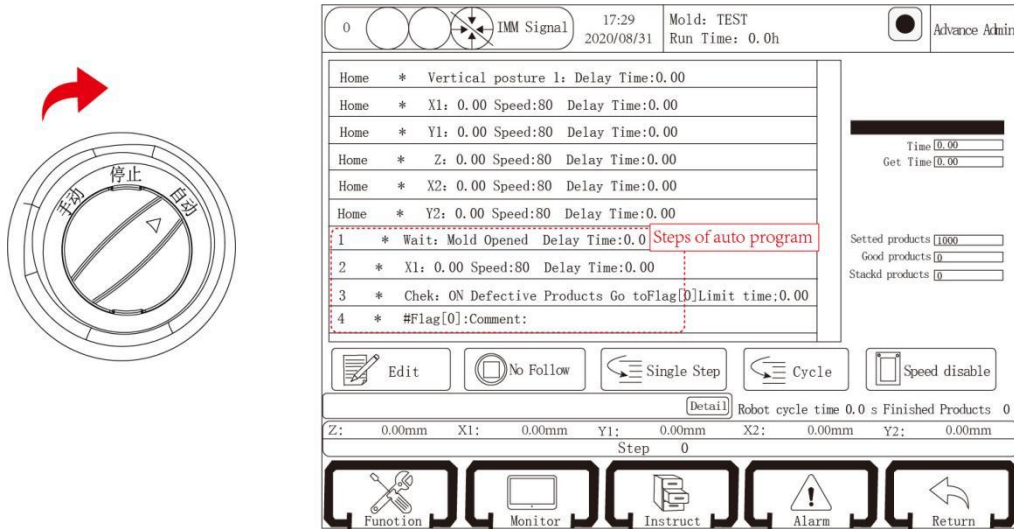 手动
停止
自动
0
IMM Signal
17:29
2020/08/31
Mold: TEST
Run Time: 0.0h
Advance Admin
Home * Vertical posture 1: Delay Time:0.00
Home * X1: 0.00 Speed:80 Delay Time:0.00
Home * Y1: 0.00 Speed:80 Delay Time:0.00
Home * Z: 0.00 Speed:80 Delay Time:0.00
Home * X2: 0.00 Speed:80 Delay Time:0.00
Home * Y2: 0.00 Speed:80 Delay Time:0.00
1 * Wait: Mold Opened Delay Time:0.0
Steps of auto program
2 * X1: 0.00 Speed:80 Delay Time:0.00
3 * Chek: ON Defective Products Go toFlag[0]Limit time;0.00
4 * #Flag[0]:Comment:
Time 0.00
Get Time 0.00
Setted products 1000
Good products 0
Stackd products 0
Edit
No Follow
Single Step
Cycle
Speed disable
Detail
Robot cycle time 0.0 s Finished Products 0
Z: 0.00mm X1: 0.00mm Y1: 0.00mm X2: 0.00mm Y2: 0.00mm
Step 0
Funotion
Monitor
Instruct
Alarm
Return